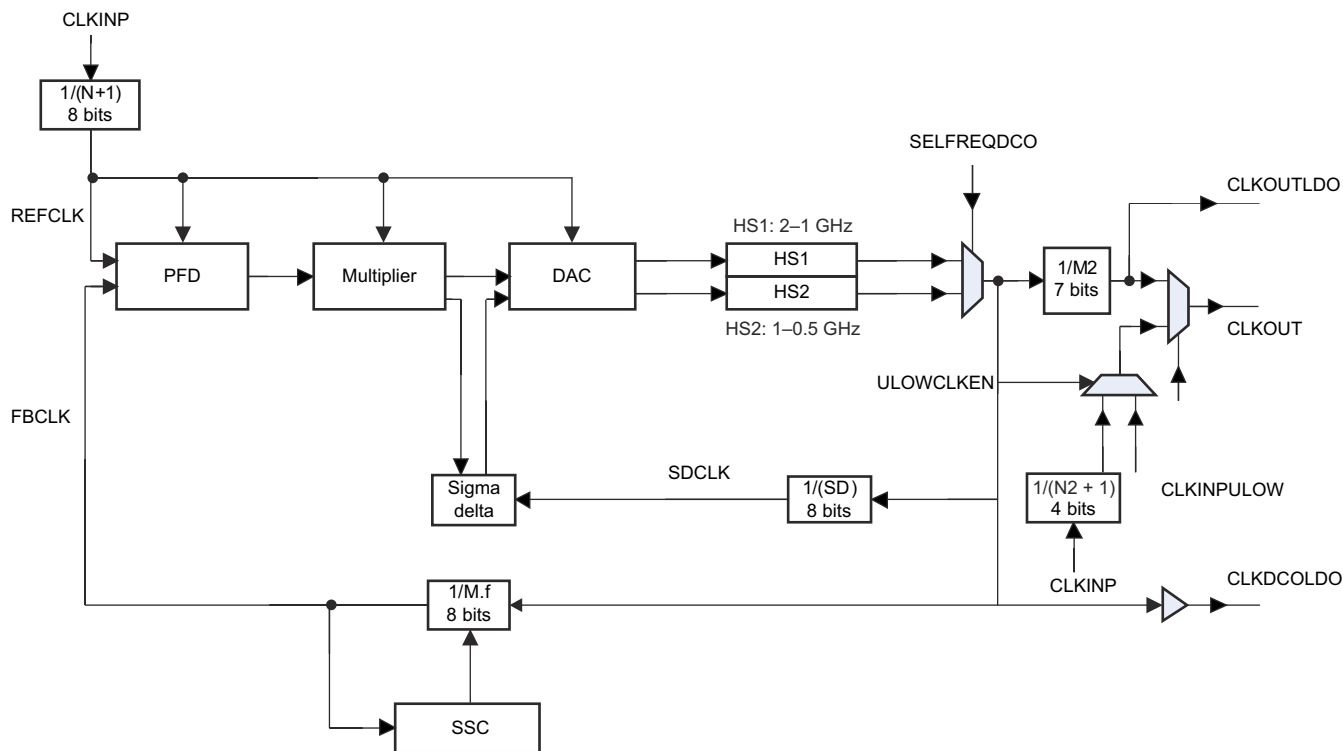 CLKINP
1/(N+1)
8 bits
SELFREQDCO
CLKOUTLDO
REFCLK
HS1: 2–1 GHz
PFD
Multiplier
DAC
HS1
HS2
1/M2
7 bits
HS2: 1–0.5 GHz
CLKOUT
ULOWCLKEN
FBCLK
Sigma
delta
SDCLK
1/(SD)
8 bits
1/(N2 + 1)
4 bits
CLKINPULOW
CLKINP
CLKDCOLDO
1/M.f
8 bits
SSC